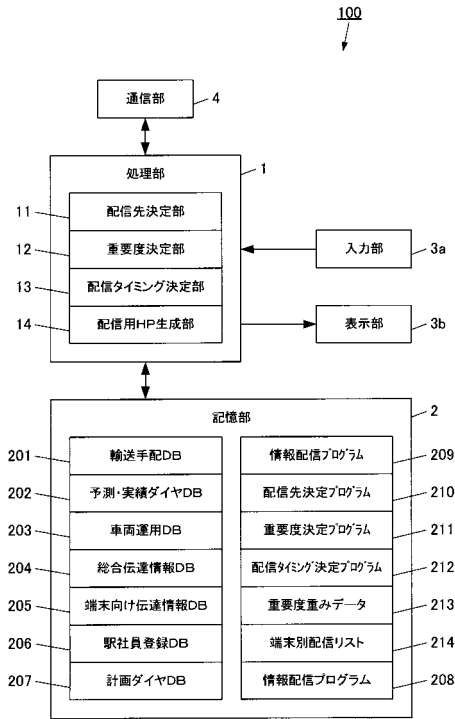 100
通信部
4
処理部
1
11
配信先決定部
12
重要度決定部
13
配信タイミング決定部
14
配信用HP生成部
入力部
3a
表示部
3b
記憶部
2
201
輸送手配DB
202
予測・実績ダイヤDB
203
車両運用DB
204
総合伝達情報DB
205
端末向け伝達情報DB
206
駅社員登録DB
207
計画ダイヤDB
情報配信プログラム
209
配信先決定プログラム
210
重要度決定プログラム
211
配信タイミング決定プログラム
212
重要度重みデータ
213
端末別配信リスト
214
情報配信プログラム
208